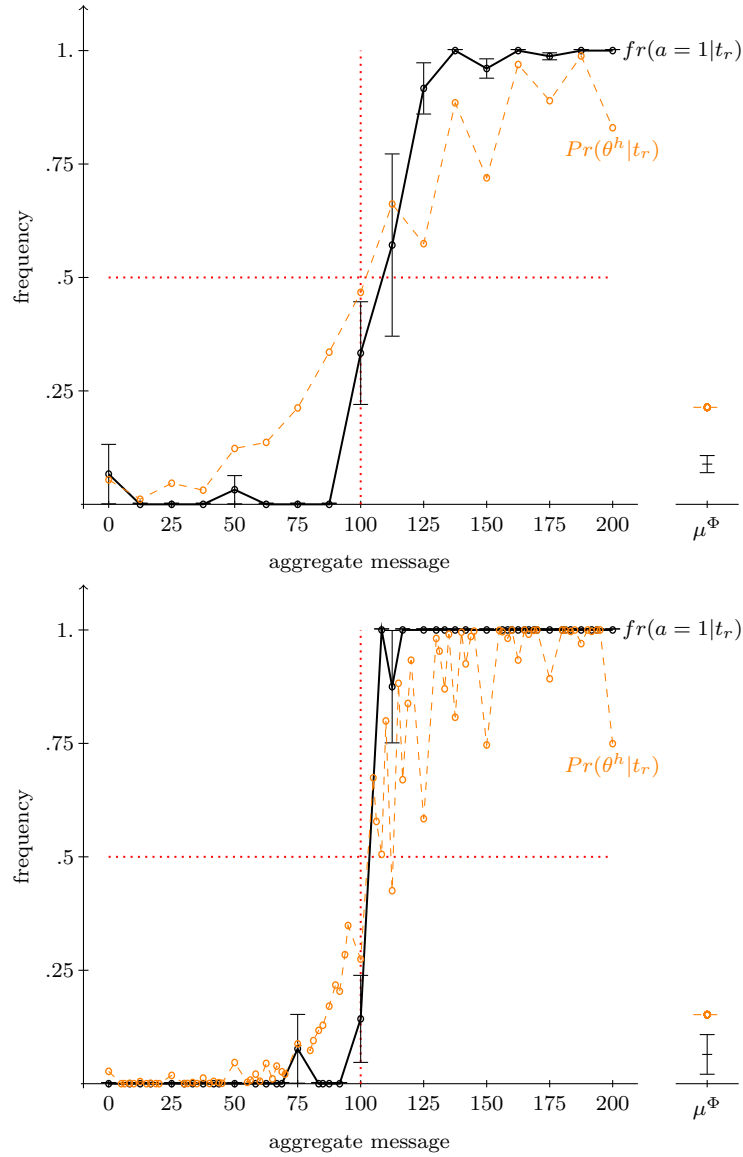 1.
fr(a = 1|t_r)
.75
Pr(θ^h|t_r)
frequency
.5
.25
0 25 50 75 100 125 150 175 200
μ^Φ
aggregate message
1.
fr(a = 1|t_r)
.75
Pr(θ^h|t_r)
frequency
.5
.25
0 25 50 75 100 125 150 175 200
μ^Φ
aggregate message